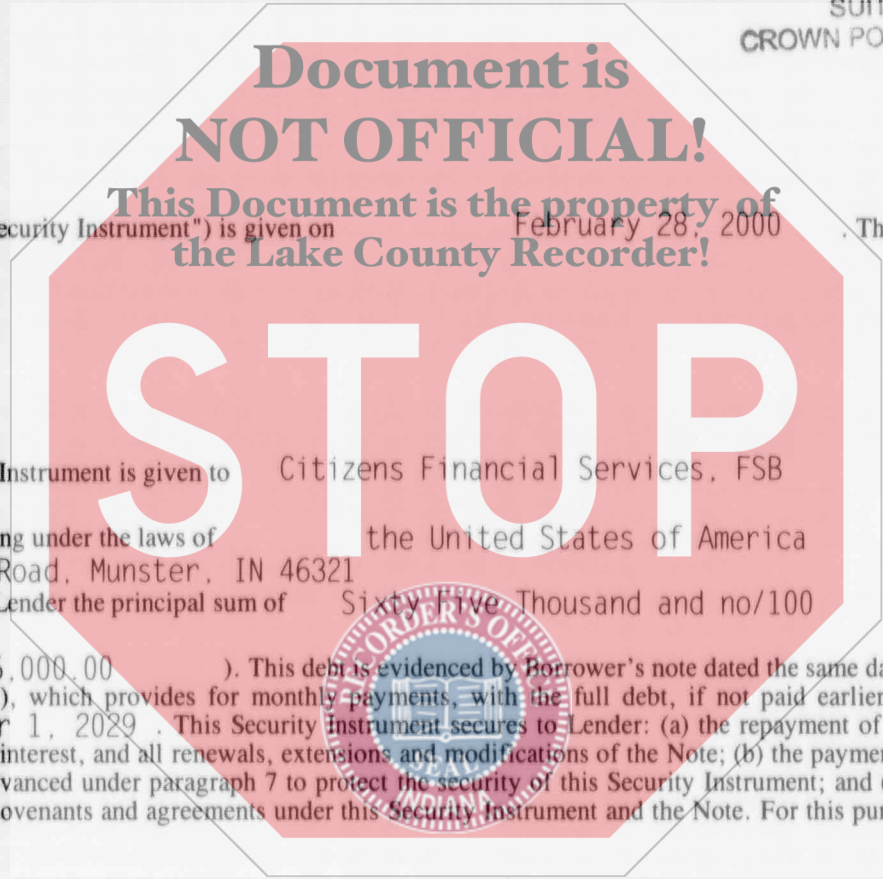 SUIT
CROWN PO
Document is
NOT OFFICIAL!
This Document is the property of
ecurity Instrument") is given on February 28, 2000 . Th
the Lake County Recorder!
STOP
Instrument is given to Citizens Financial Services, FSB
ng under the laws of the United States of America
Road, Munster, IN 46321
Lender the principal sum of Sixty Five Thousand and no/100
5,000.00 ). This debt is evidenced by Borrower's note dated the same da
), which provides for monthly payments, with the full debt, if not paid earlier
r 1, 2029 . This Security Instrument secures to Lender: (a) the repayment of
interest, and all renewals, extensions and modifications of the Note; (b) the paymen
vanced under paragraph 7 to protect the security of this Security Instrument; and (
ovenants and agreements under this Security Instrument and the Note. For this pur
RECORDER'S OFFICE
SEAL
INDIANA